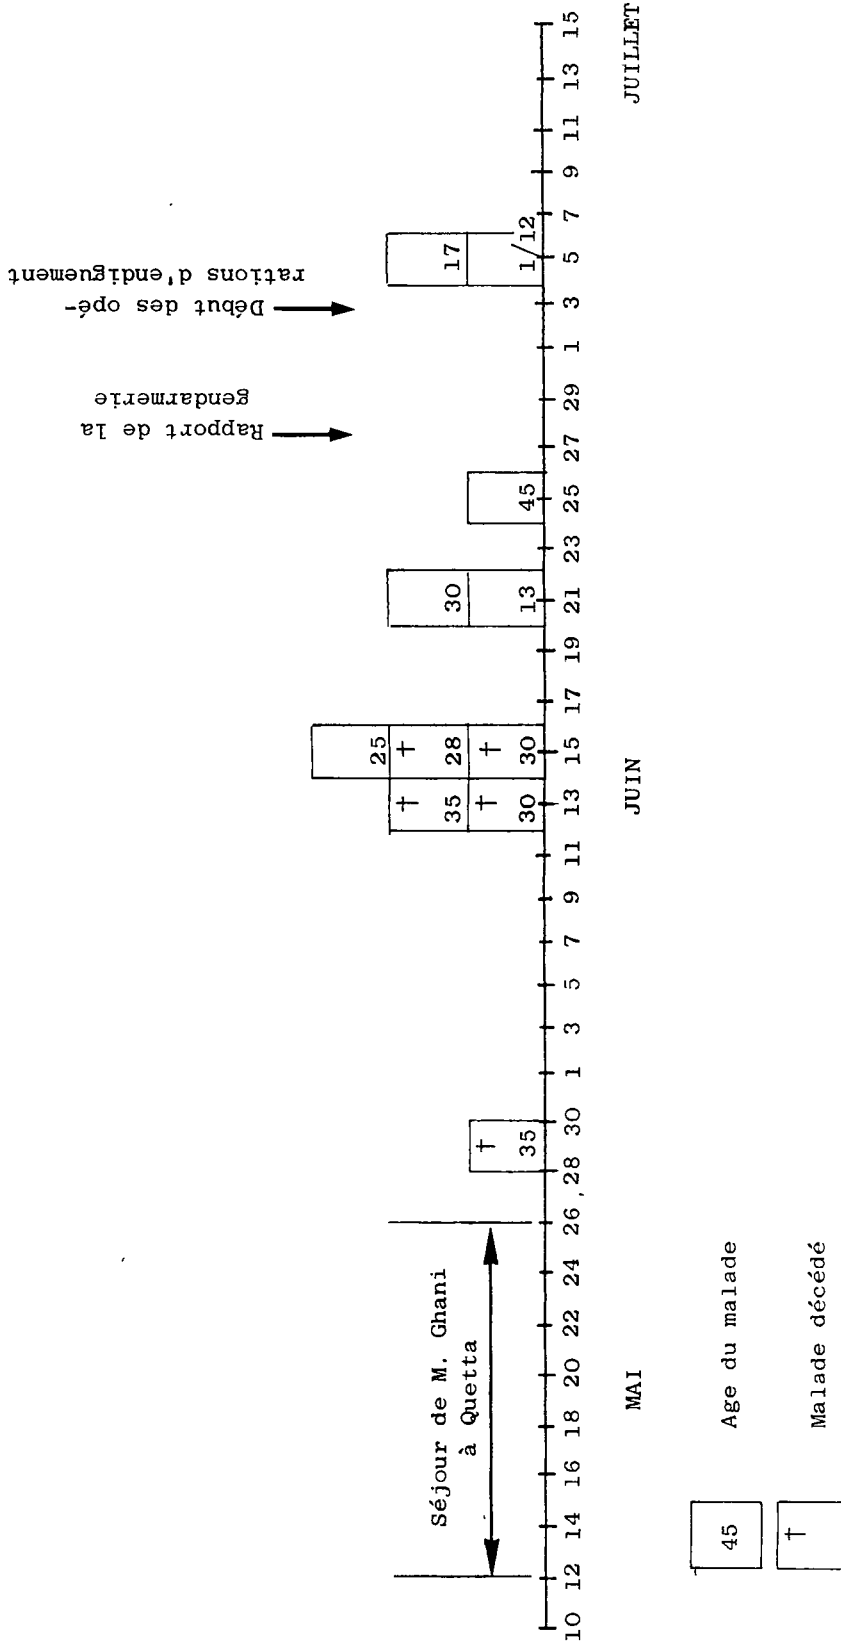 Début des opé-
rations d'endiguement
Rapport de la
gendarmerie
Séjour de M. Ghani
à Quetta
25
† 35 † 28 30 17
† 35 † 30 † 30 13 45 1/12
10 12 14 16 18 20 22 24 26 28 30 1 3 5 7 9 11 13 15 17 19 21 23 25 27 29 1 3 5 7 9 11 13 15
MAI JUIN JUILLET
45 Age du malade
† Malade décédé